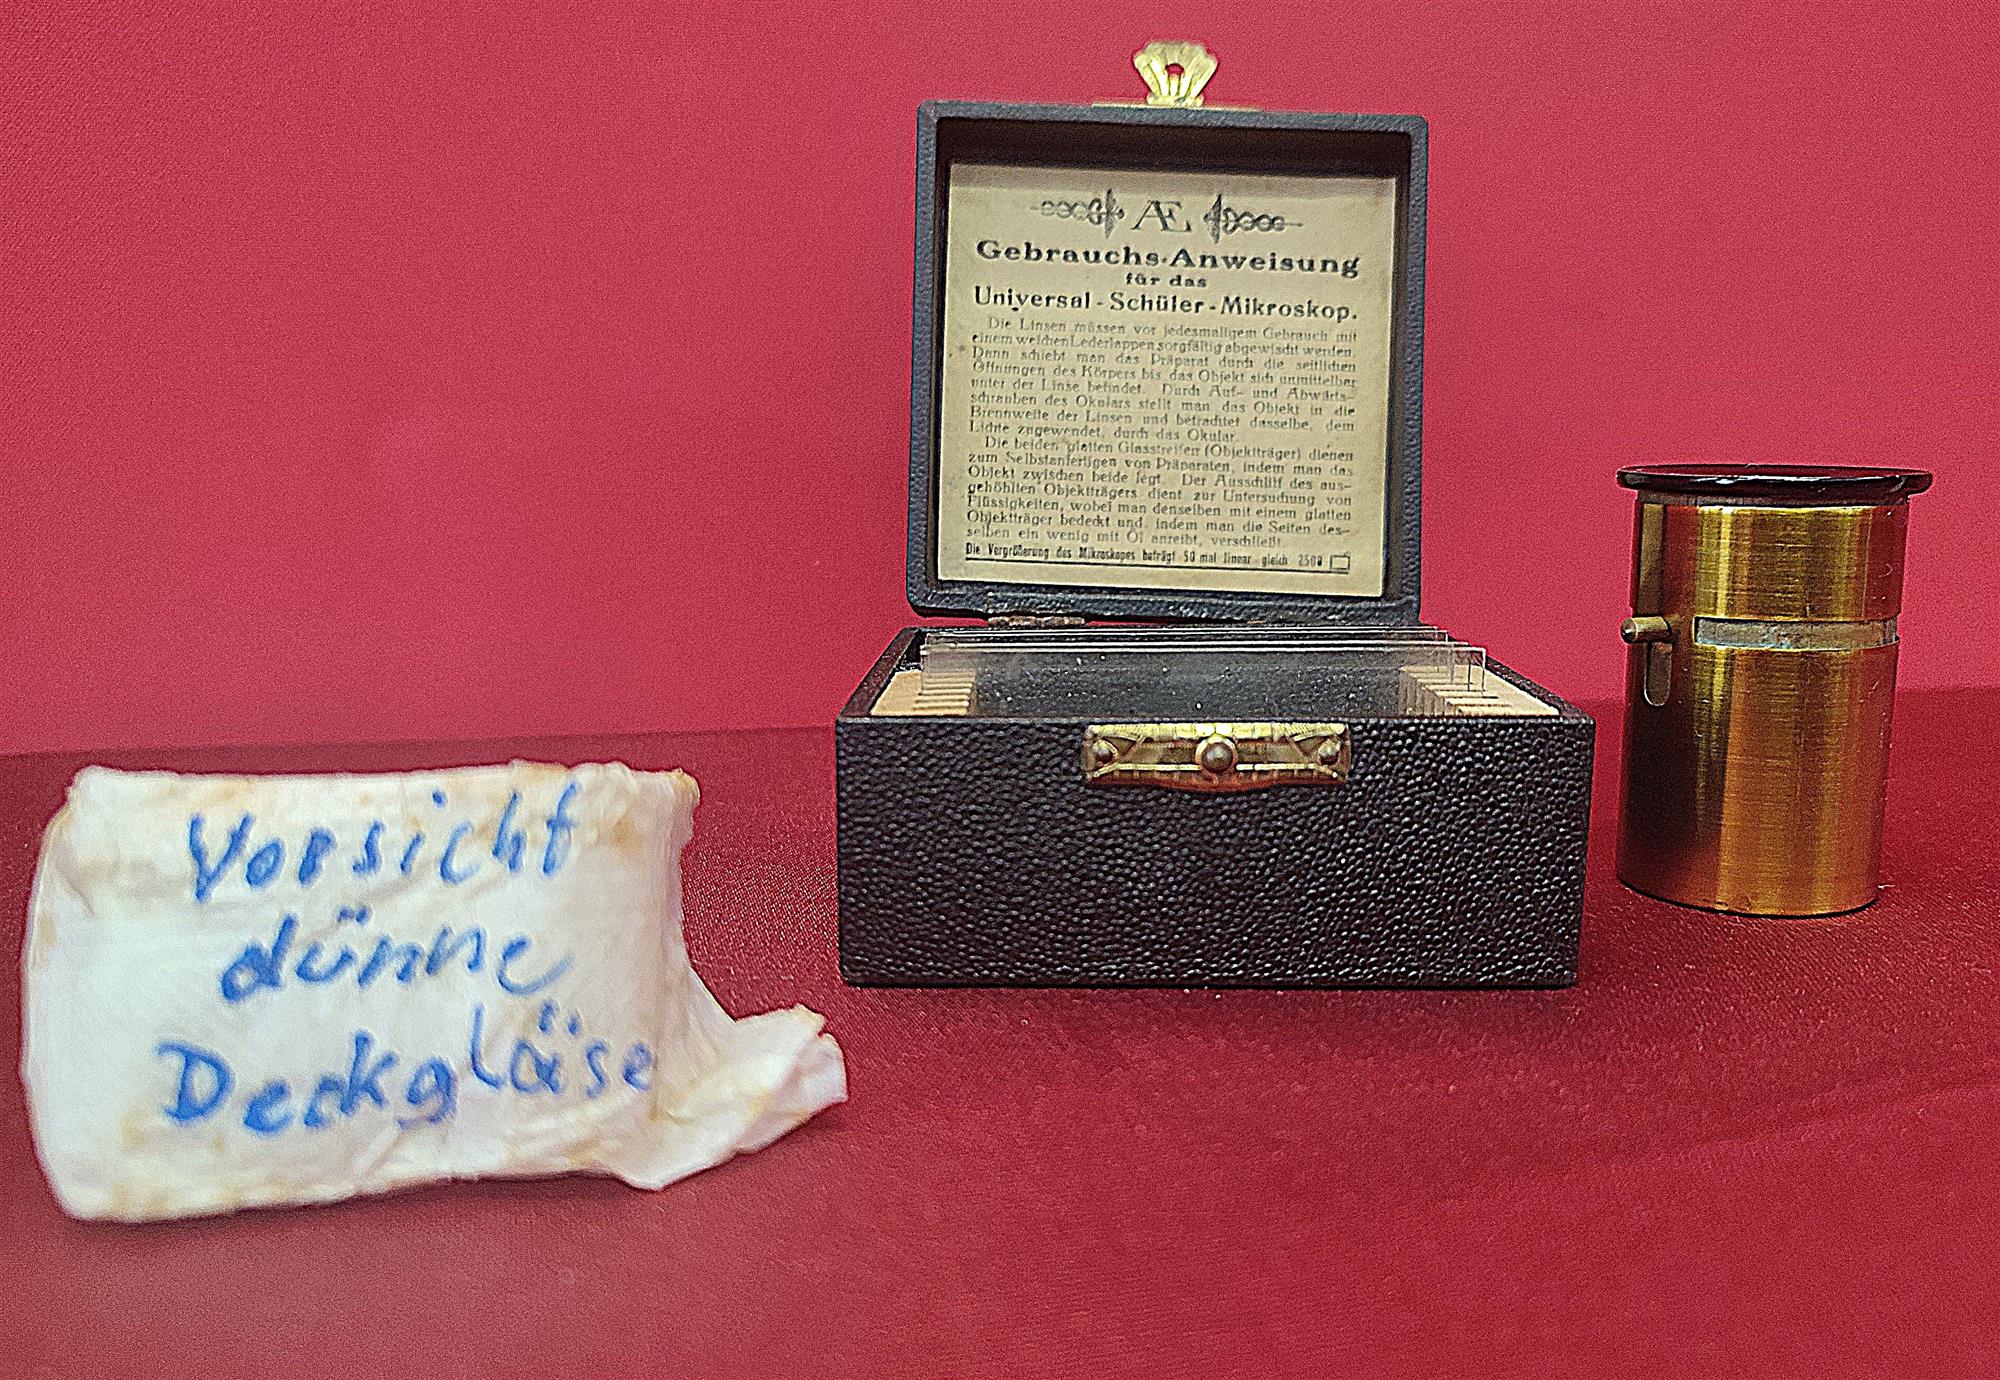 Vorsicht
dünne
Deckgläse
Æ
Gebrauchs-Anweisung
für das
Universal-Schüler-Mikroskop.
Die Linsen müssen vor jedesmaligem Gebrauch mit
einem weichen Lederlappen sorgfältig abgewischt werden.
Dann schiebt man das Präparat durch die seitlichen
Öffnungen des Körpers bis das Objekt sich unmittelbar
unter der Linse befindet. Durch Auf- und Abwärts-
schrauben des Okulars stellt man das Objekt in die
Brennweite der Linsen und betrachtet dasselbe, dem
Lichte zugewendet, durch das Okular.
Die beiden glatten Glasstreifen (Objektträger) dienen
zum Selbstanfertigen von Präparaten, indem man das
Objekt zwischen beide legt. Der Ausschliff des aus-
gehöhlten Objektträgers dient zur Untersuchung von
Flüssigkeiten, wobei man denselben mit einem glatten
Objektträger bedeckt und, indem man die Seiten des-
selben ein wenig mit Öl anreibt, verschließt.
Die Vergrößerung des Mikroskopes beträgt 50 mal linear gleich 2500 □